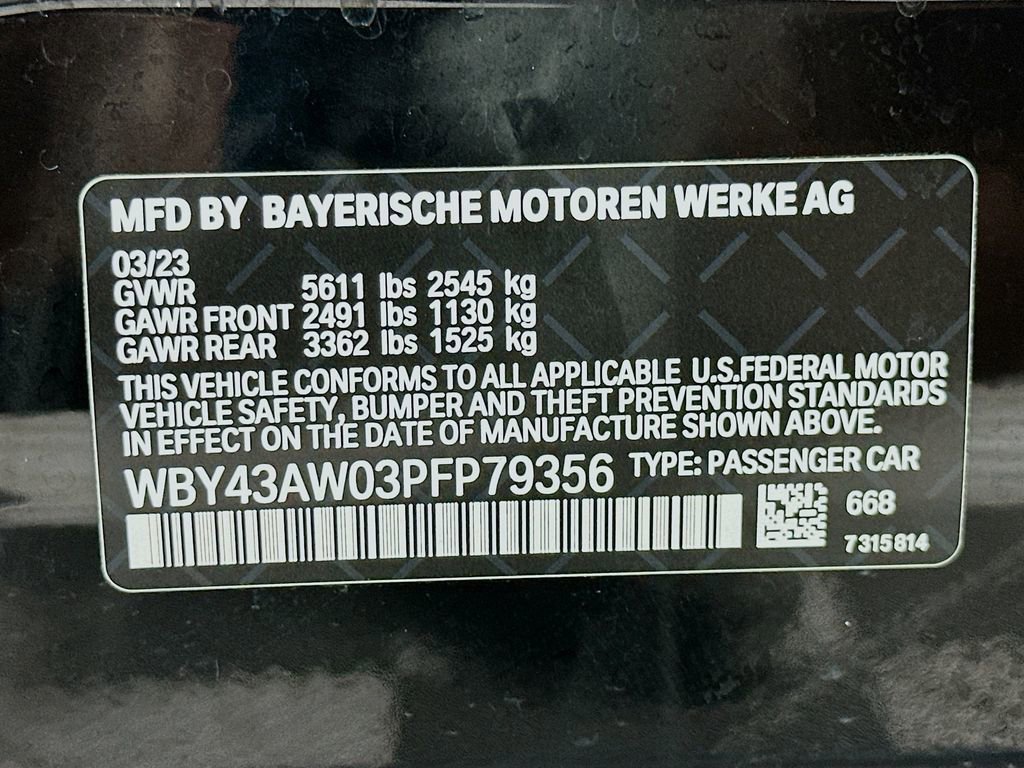 MFD BY BAYERISCHE MOTOREN WERKE AG
03/23
GVWR 5611 lbs 2545 kg
GAWR FRONT 2491 lbs 1130 kg
GAWR REAR 3362 lbs 1525 kg
THIS VEHICLE CONFORMS TO ALL APPLICABLE U.S.FEDERAL MOTOR
VEHICLE SAFETY, BUMPER AND THEFT PREVENTION STANDARDS
IN EFFECT ON THE DATE OF MANUFACTURE SHOWN ABOVE.
WBY43AW03PFP79356 TYPE: PASSENGER CAR
668
7315814